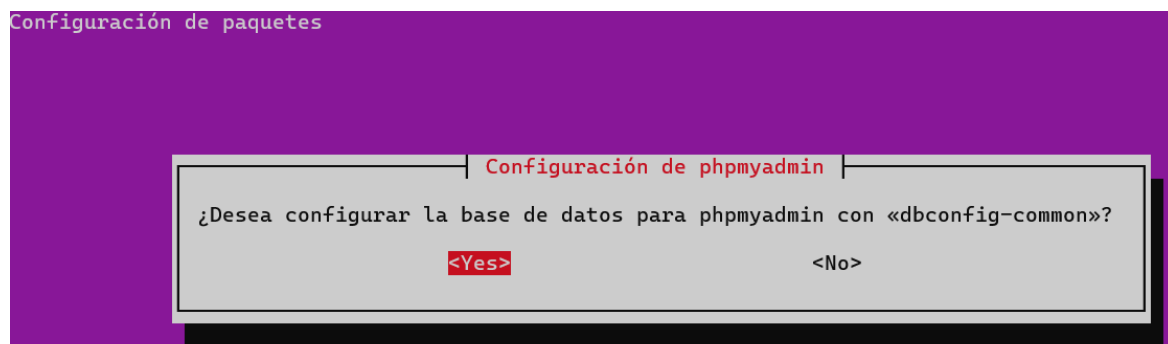 Configuración de paquetes
Configuración de phpmyadmin
¿Desea configurar la base de datos para phpmyadmin con «dbconfig-common»?
<Yes> <No>